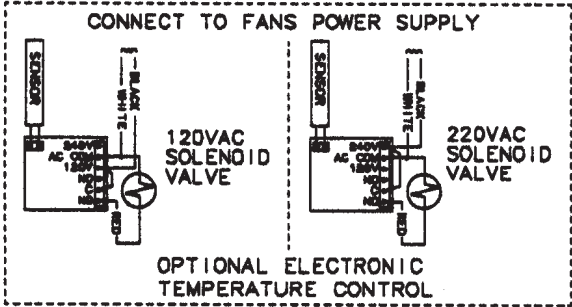 CONNECT TO FANS POWER SUPPLY
SENSOR
BLACK
WHITE
240V
AC COM
120V
NO
C
NC
RED
120VAC
SOLENOID
VALVE
SENSOR
BLACK
WHITE
240V
AC COM
120V
NO
RED
220VAC
SOLENOID
VALVE
OPTIONAL ELECTRONIC
TEMPERATURE CONTROL